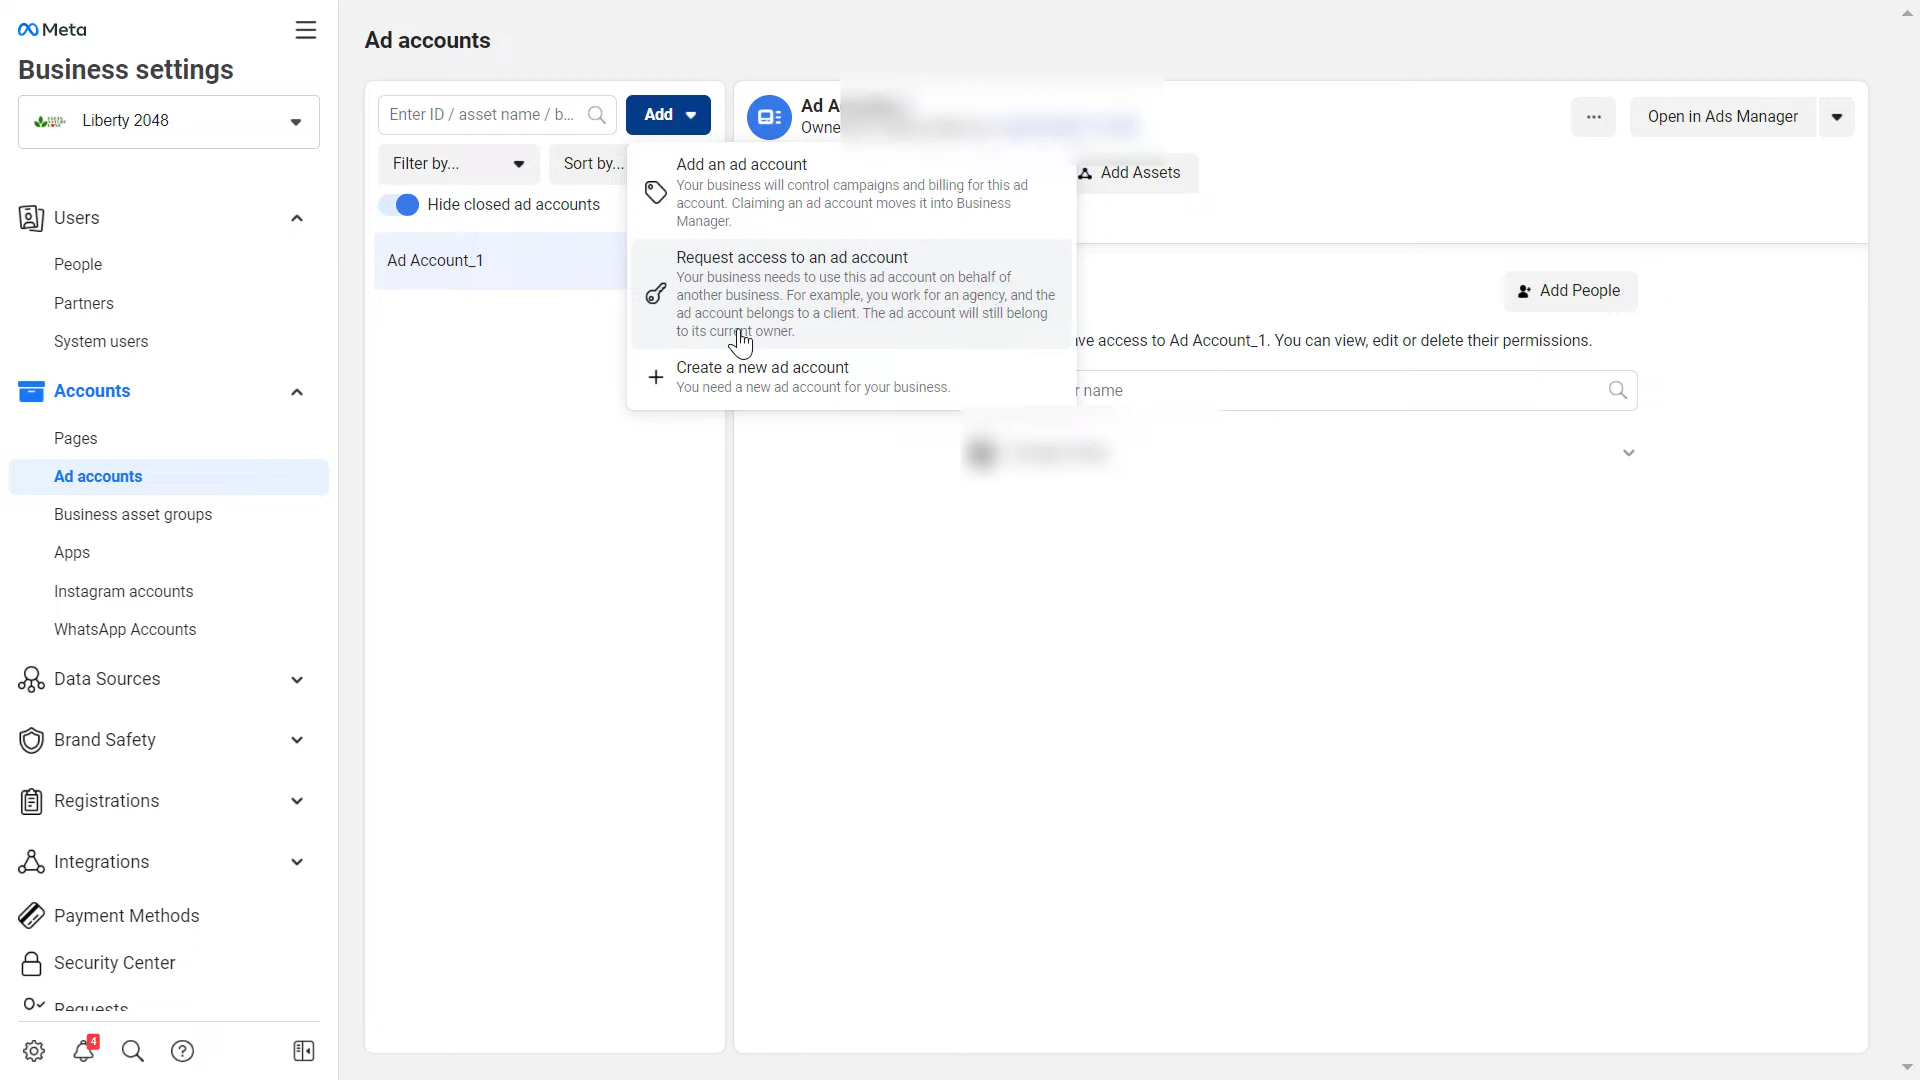 Meta
Business settings
Liberty 2048
Users
People
Partners
System users
Accounts
Pages
Ad accounts
Business asset groups
Apps
Instagram accounts
WhatsApp Accounts
Data Sources
Brand Safety
Registrations
Integrations
Payment Methods
Security Center
Requests
4
Ad accounts
Enter ID / asset name / b...
Add
Filter by...
Sort by...
Hide closed ad accounts
Ad Account_1
Add an ad account
Your business will control campaigns and billing for this ad
account. Claiming an ad account moves it into Business
Manager.
Request access to an ad account
Your business needs to use this ad account on behalf of
another business. For example, you work for an agency, and the
ad account belongs to a client. The ad account will still belong
to its current owner.
Create a new ad account
You need a new ad account for your business.
Ad A
Owne
...
Open in Ads Manager
Add Assets
Add People
ve access to Ad Account_1. You can view, edit or delete their permissions.
r name